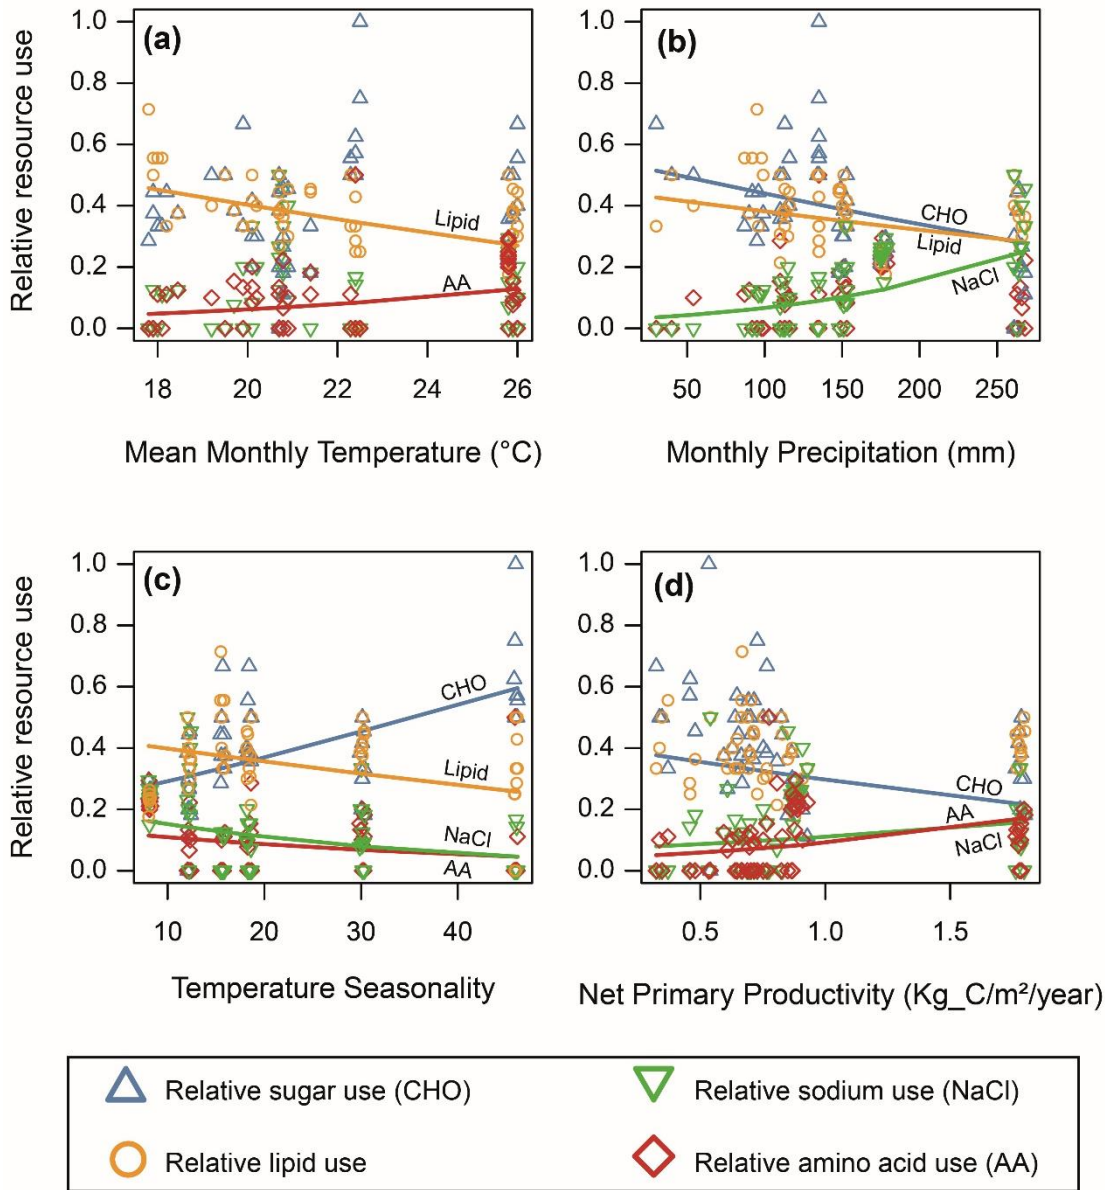 Relative resource use
1.0
0.8
0.6
0.4
0.2
0.0
(a)
Lipid
AA
18 20 22 24 26
Mean Monthly Temperature (°C)
1.0
0.8
0.6
0.4
0.2
0.0
(b)
CHO
Lipid
NaCl
50 100 150 200 250
Monthly Precipitation (mm)
Relative resource use
1.0
0.8
0.6
0.4
0.2
0.0
(c)
CHO
Lipid
NaCl
AA
10 20 30 40
Temperature Seasonality
1.0
0.8
0.6
0.4
0.2
0.0
(d)
CHO
AA
NaCl
0.5 1.0 1.5
Net Primary Productivity (Kg_C/m²/year)
Relative sugar use (CHO)
Relative sodium use (NaCl)
Relative lipid use
Relative amino acid use (AA)